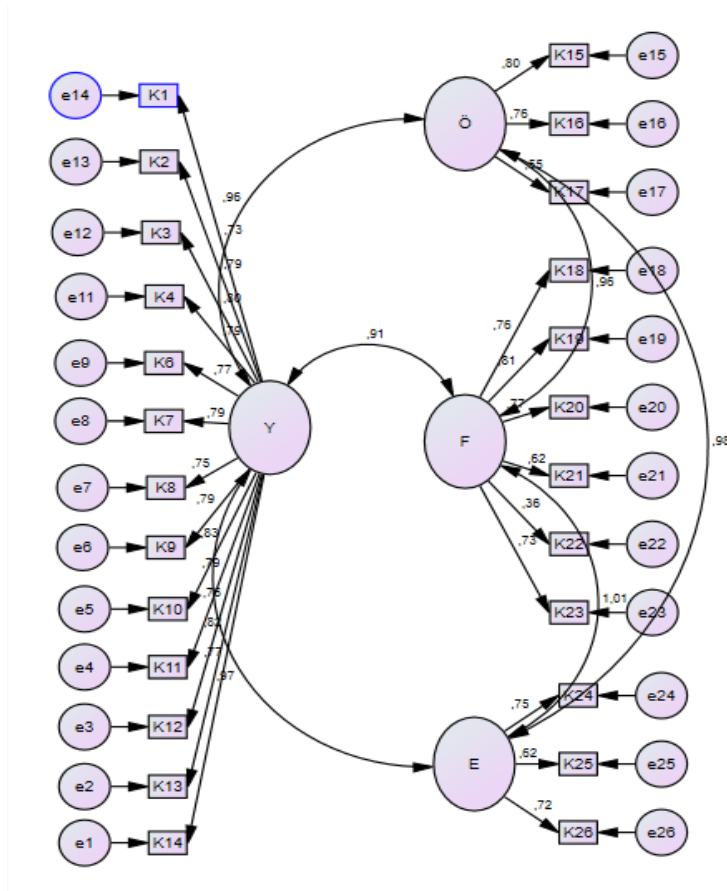 ,80 K15 e15
e14 K1
Ö ,76 K16 e16
e13 K2
,55 K17 e17
,96
e12 K3 ,73
,79 K18 e18
,96
e11 K4 ,80
,76
,79 ,91 K19 e19
,81
e9 K6 ,77
,77 K20 e20
e8 K7 ,79
Y F
,98
,75 ,62 K21 e21
e7 K8
,79 ,36
e6 K9 ,83 ,73 K22 e22
,79
,76 1,01
e5 K10 K23 e23
,82
,77
e4 K11 ,97
,75 K24 e24
e3 K12
,62
E K25 e25
e2 K13
,72
K26 e26
e1 K14